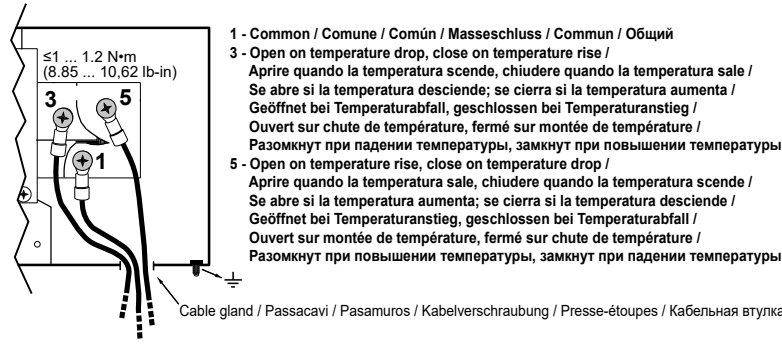 ≤1 ... 1.2 N•m
(8.85 ... 10,62 lb-in)
3
5
1
1 - Common / Comune / Común / Masseschluss / Commun / Общий
3 - Open on temperature drop, close on temperature rise /
Aprire quando la temperatura scende, chiudere quando la temperatura sale /
Se abre si la temperatura desciende; se cierra si la temperatura aumenta /
Geöffnet bei Temperaturabfall, geschlossen bei Temperaturanstieg /
Ouvert sur chute de température, fermé sur montée de température /
Разомкнут при падении температуры, замкнут при повышении температуры
5 - Open on temperature rise, close on temperature drop /
Aprire quando la temperatura sale, chiudere quando la temperatura scende /
Se abre si la temperatura aumenta; se cierra si la temperatura desciende /
Geöffnet bei Temperaturanstieg, geschlossen bei Temperaturabfall /
Ouvert sur montée de température, fermé sur chute de température /
Разомкнут при повышении температуры, замкнут при падении температуры
Cable gland / Passacavi / Pasamuros / Kabelverschraubung / Presse-étoupes / Кабельная втулка